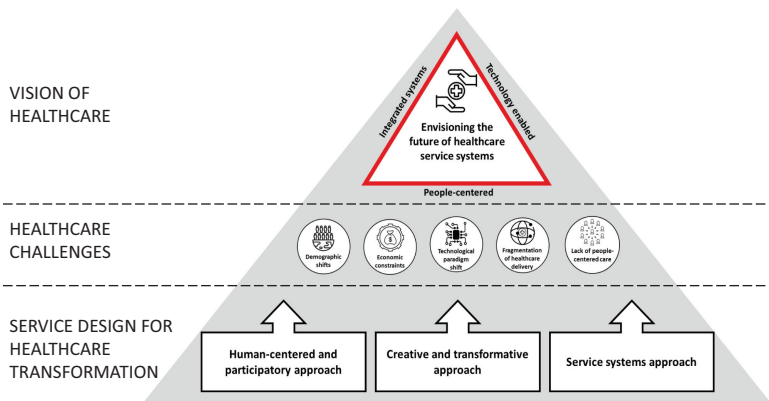 VISION OF
HEALTHCARE
Integrated systems
Technology enabled
Envisioning the
future of healthcare
service systems
People-centered
HEALTHCARE
CHALLENGES
Demographic
shifts
Economic
constraints
$
Technological
paradigm
shift
Fragmentation
of healthcare
delivery
Lack of people-
centered care
SERVICE DESIGN FOR
HEALTHCARE
TRANSFORMATION
Human-centered and
participatory approach
Creative and transformative
approach
Service systems approach